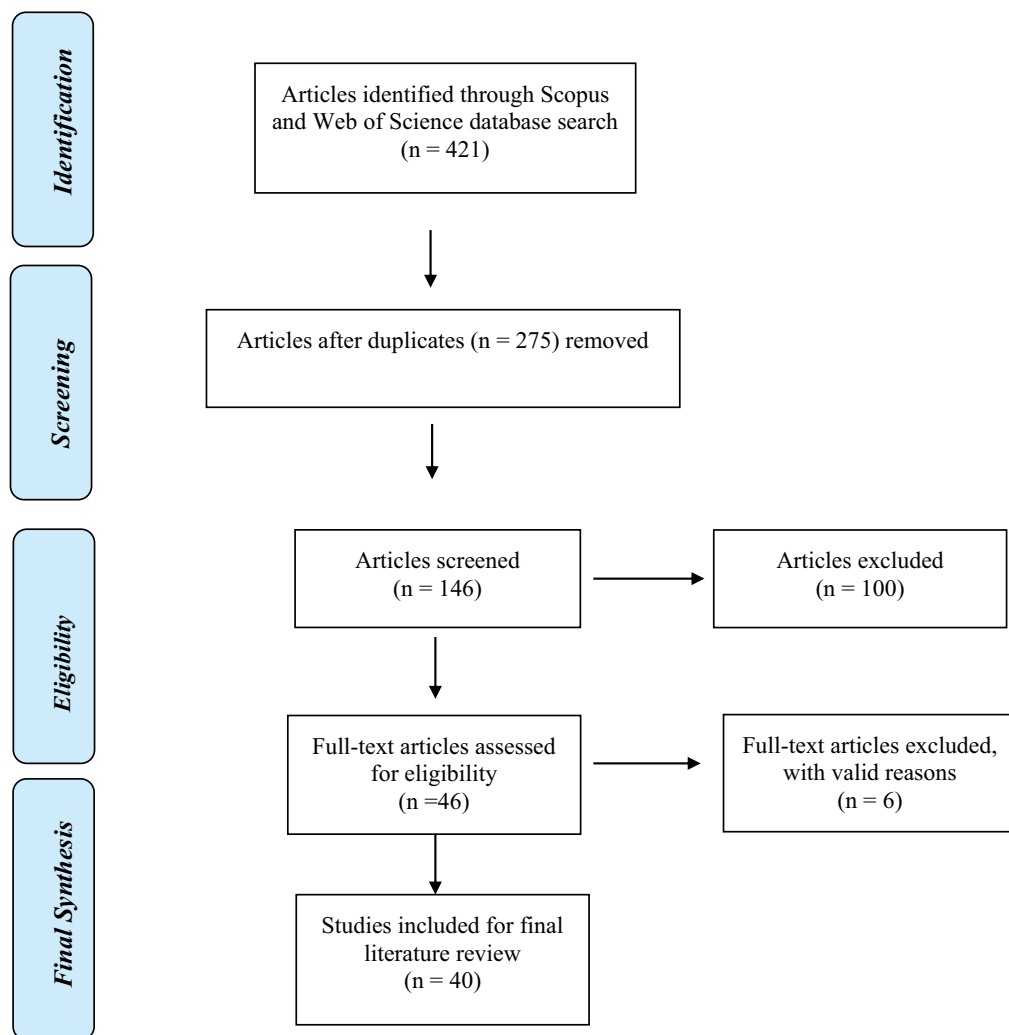 Identification
Articles identified through Scopus
and Web of Science database search
(n = 421)
Screening
Articles after duplicates (n = 275) removed
Eligibility
Articles screened
(n = 146)
Articles excluded
(n = 100)
Full-text articles assessed
for eligibility
(n =46)
Full-text articles excluded,
with valid reasons
(n = 6)
Final Synthesis
Studies included for final
literature review
(n = 40)